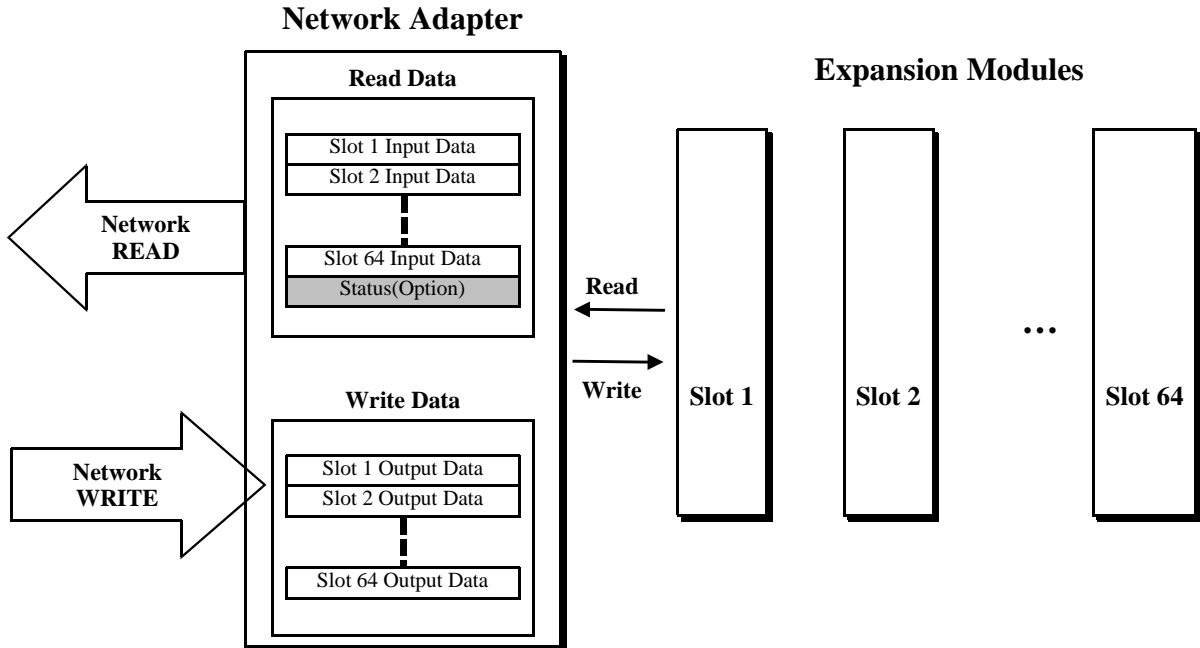 Network Adapter
Read Data
Slot 1 Input Data
Slot 2 Input Data
Slot 64 Input Data
Status(Option)
Network
READ
Write Data
Slot 1 Output Data
Slot 2 Output Data
Slot 64 Output Data
Network
WRITE
Read
Write
Expansion Modules
Slot 1
Slot 2
...
Slot 64